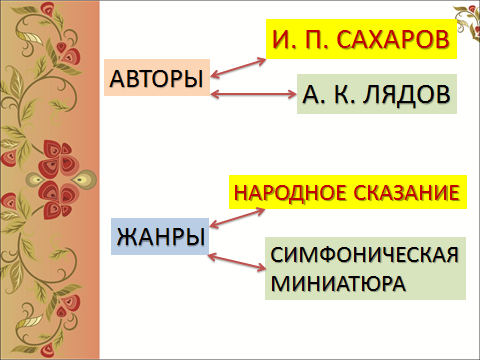 И. П. САХАРОВ
АВТОРЫ
А. К. ЛЯДОВ
НАРОДНОЕ СКАЗАНИЕ
ЖАНРЫ
СИМФОНИЧЕСКАЯ
МИНИАТЮРА